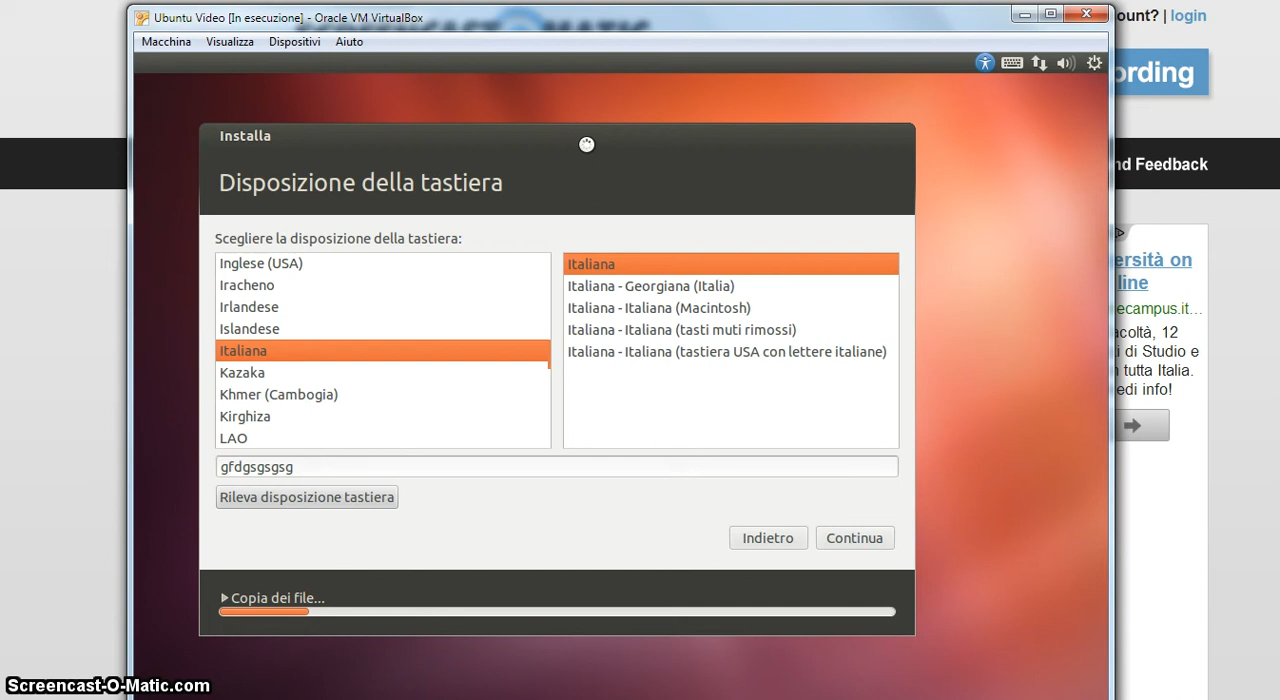 Ubuntu Video [In esecuzione] - Oracle VM VirtualBox
ount? | login
Macchina Visualizza Dispositivi Aiuto
ording
Installa
Disposizione della tastiera
nd Feedback
Scegliere la disposizione della tastiera:
Inglese (USA)
Iracheno
Irlandese
Islandese
Italiana
Kazaka
Khmer (Cambogia)
Kirghiza
LAO
Italiana
Italiana - Georgiana (Italia)
Italiana - Italiana (Macintosh)
Italiana - Italiana (tasti muti rimossi)
Italiana - Italiana (tastiera USA con lettere italiane)
gfdgsgsgsg
Rileva disposizione tastiera
Indietro Continua
Copia dei file...
ersità on
line
ecampus.it...
acoltà, 12
i di Studio e
n tutta Italia.
edi info!
Screencast-O-Matic.com